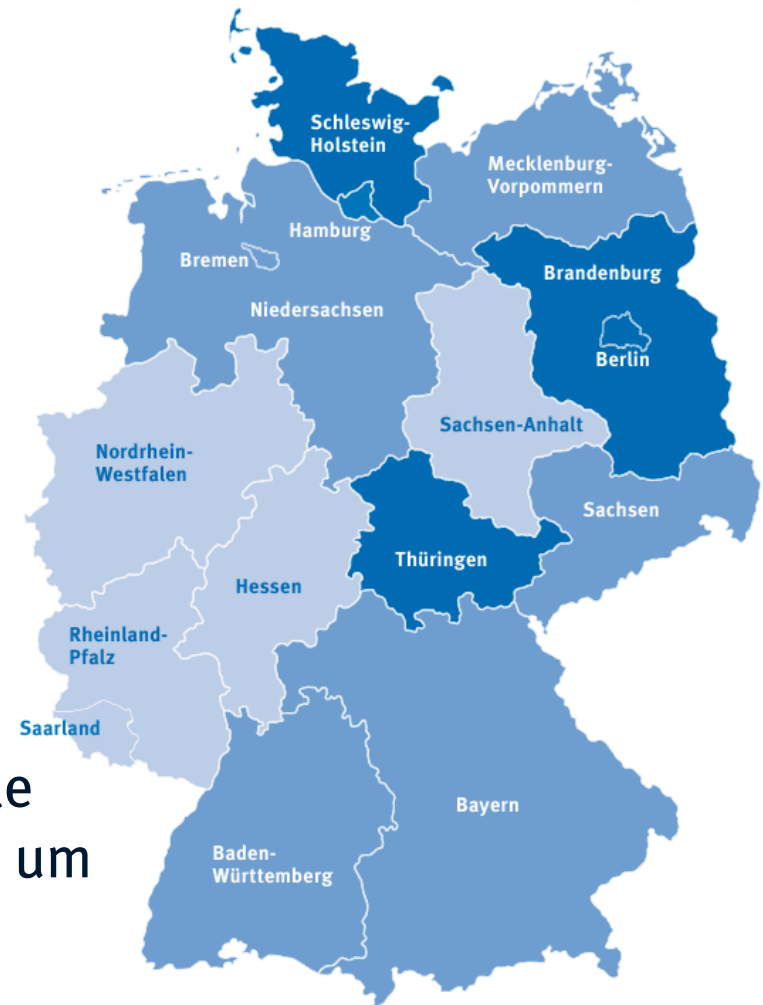 Schleswig-
Holstein
Mecklenburg-
Vorpommern
Hamburg
Bremen
Brandenburg
Niedersachsen
Berlin
Sachsen-Anhalt
Nordrhein-
Westfalen
Sachsen
Thüringen
Hessen
Rheinland-
Pfalz
Saarland
Bayern
um
Baden-
Württemberg